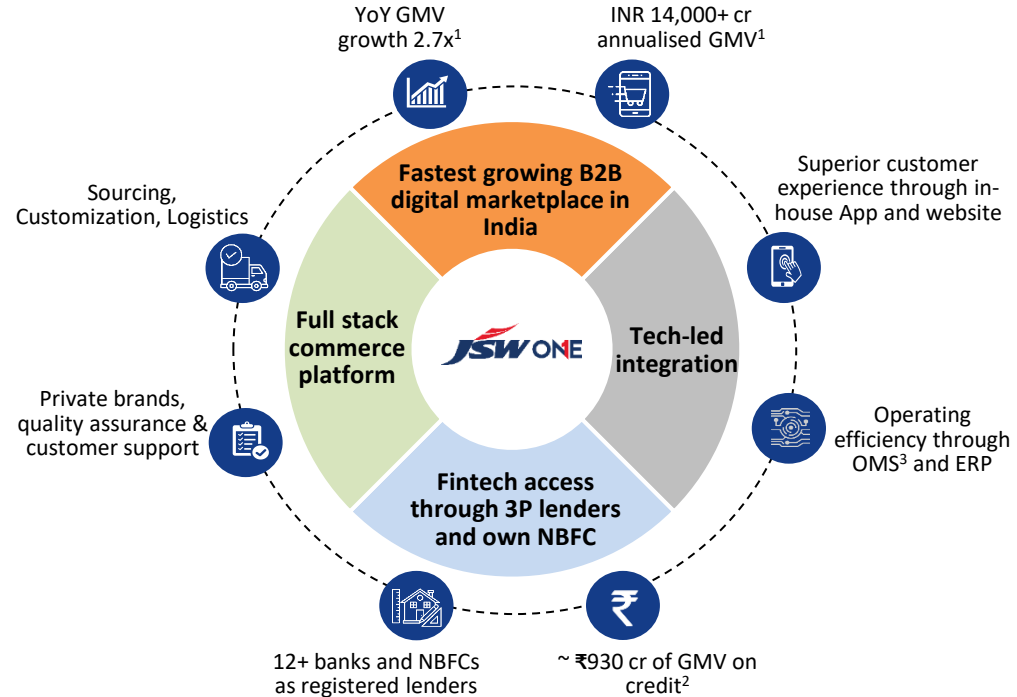 YoY GMV
growth 2.7x¹
INR 14,000+ cr
annualised GMV¹
Sourcing,
Customization, Logistics
Fastest growing B2B
digital marketplace in
India
Superior customer
experience through in-
house App and website
Full stack
commerce
platform
JSW ONE
Tech-led
integration
Private brands,
quality assurance &
customer support
Operating
efficiency through
OMS³ and ERP
Fintech access
through 3P lenders
and own NBFC
₹
12+ banks and NBFCs
as registered lenders
~ ₹930 cr of GMV on
credit²